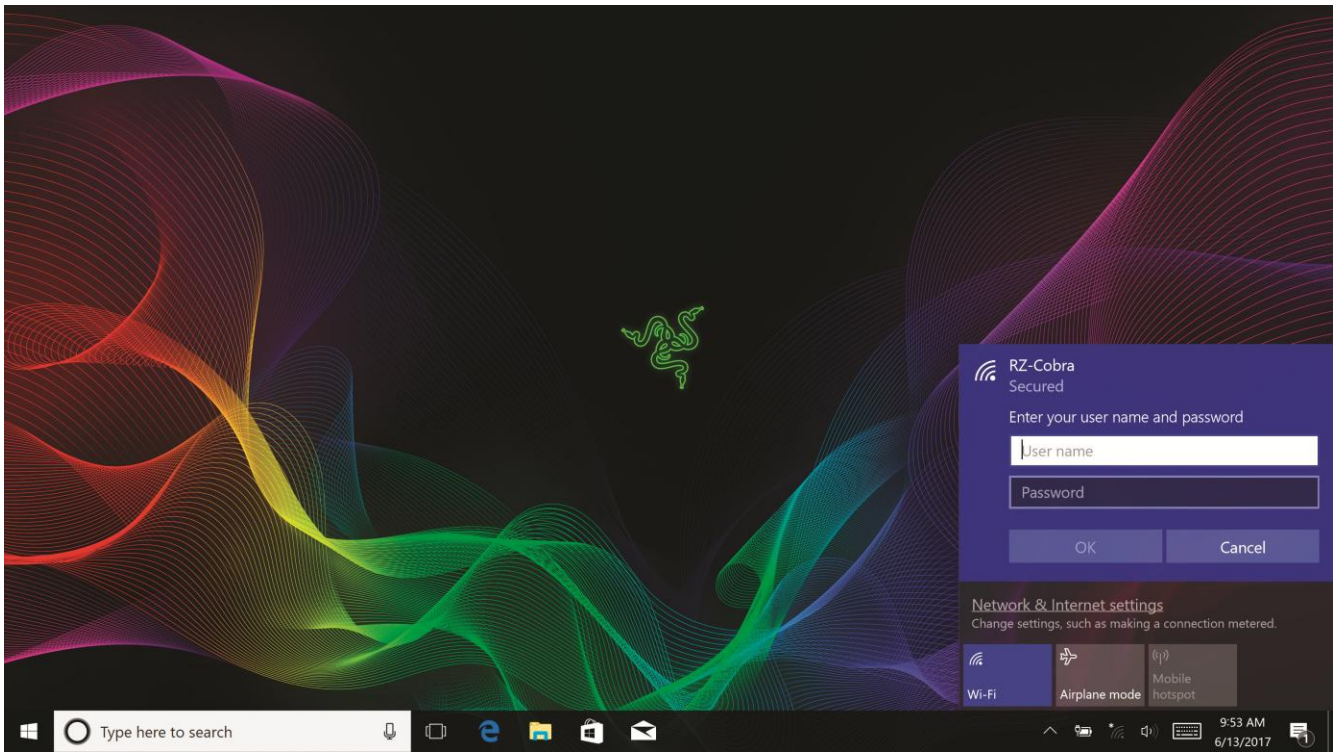 RZ-Cobra
Secured
Enter your user name and password
User name
Password
OK Cancel
Network & Internet settings
Change settings, such as making a connection metered.
Wi-Fi Airplane mode Mobile hotspot
Type here to search
9:53 AM
6/13/2017
1